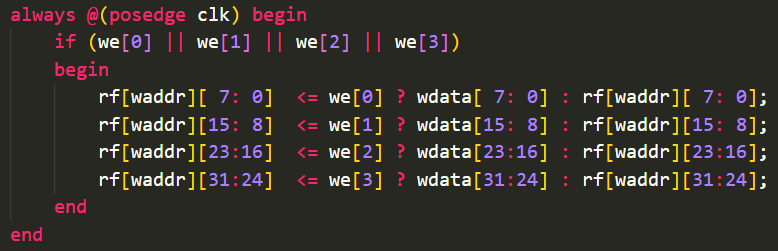 always @(posedge clk) begin
    if (we[0] || we[1] || we[2] || we[3])
    begin
        rf[waddr][ 7: 0]  <= we[0] ? wdata[ 7: 0] : rf[waddr][ 7: 0];
        rf[waddr][15: 8]  <= we[1] ? wdata[15: 8] : rf[waddr][15: 8];
        rf[waddr][23:16]  <= we[2] ? wdata[23:16] : rf[waddr][23:16];
        rf[waddr][31:24]  <= we[3] ? wdata[31:24] : rf[waddr][31:24];
    end
end